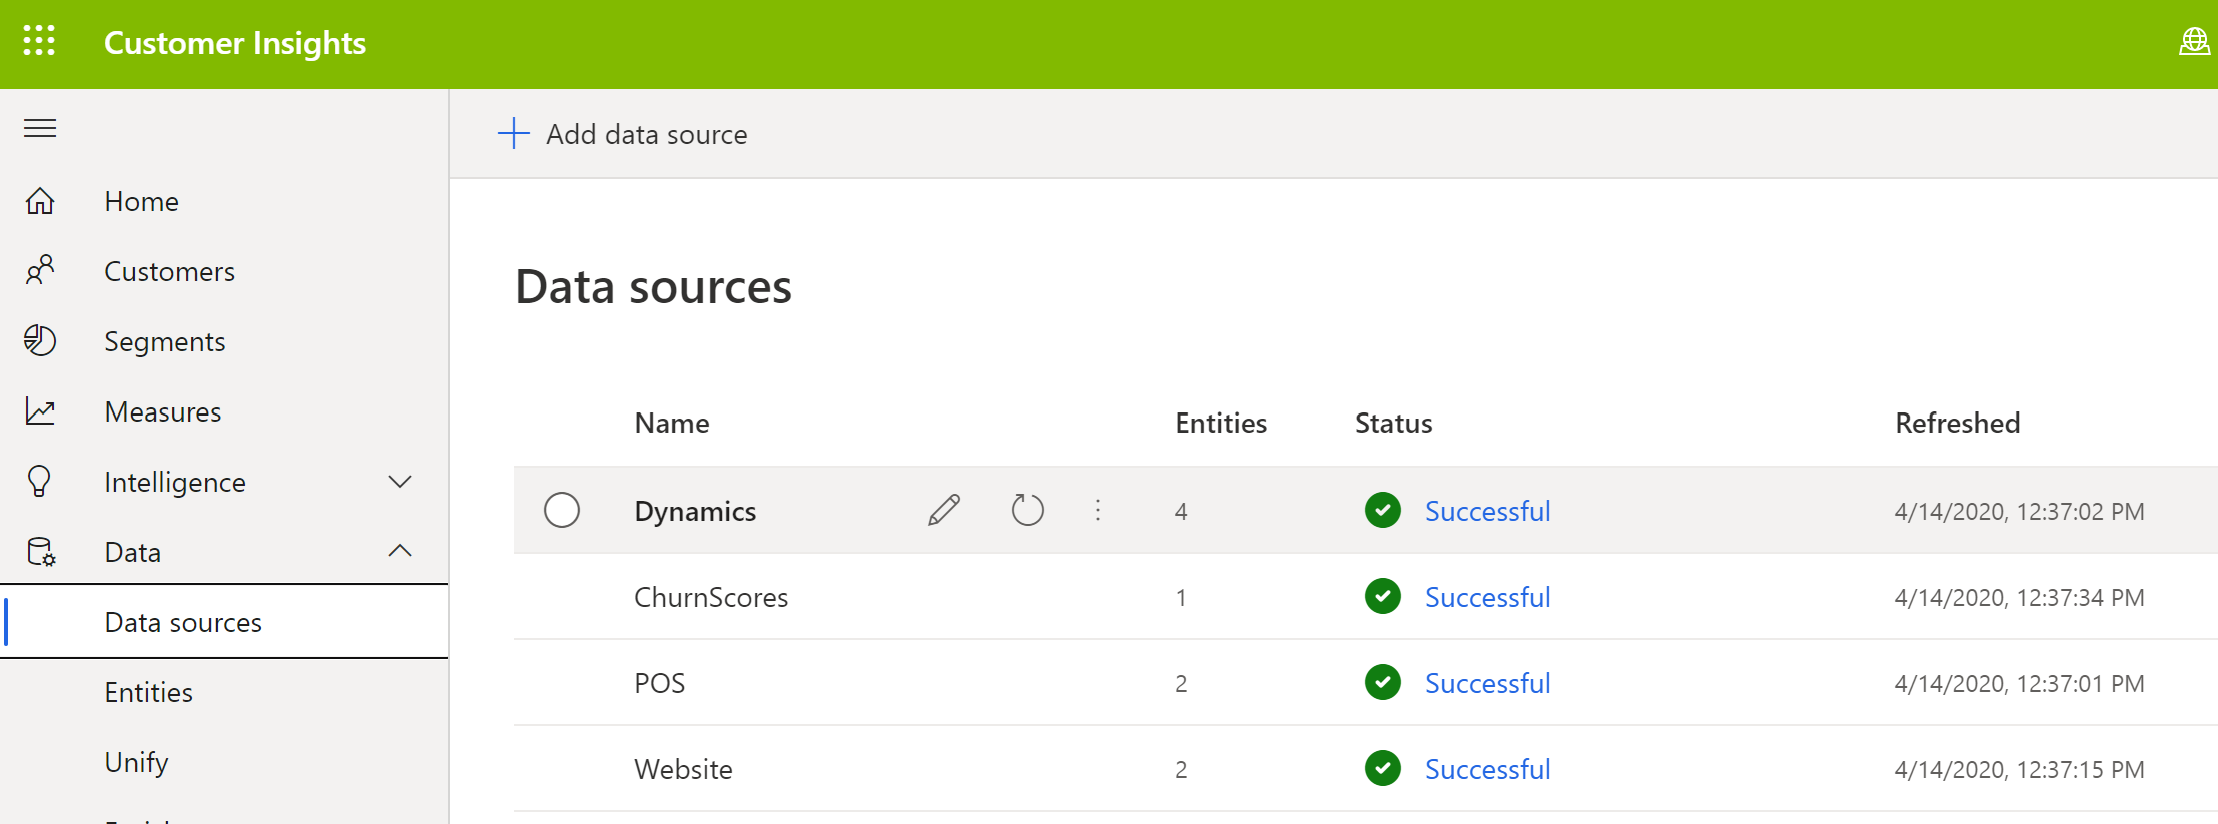 Customer Insights
Add data source
Home
Customers
Segments
Measures
Intelligence
Data
Data sources
Entities
Unify
Data sources
Name Entities Status Refreshed
Dynamics 4 Successful 4/14/2020, 12:37:02 PM
ChurnScores 1 Successful 4/14/2020, 12:37:34 PM
POS 2 Successful 4/14/2020, 12:37:01 PM
Website 2 Successful 4/14/2020, 12:37:15 PM